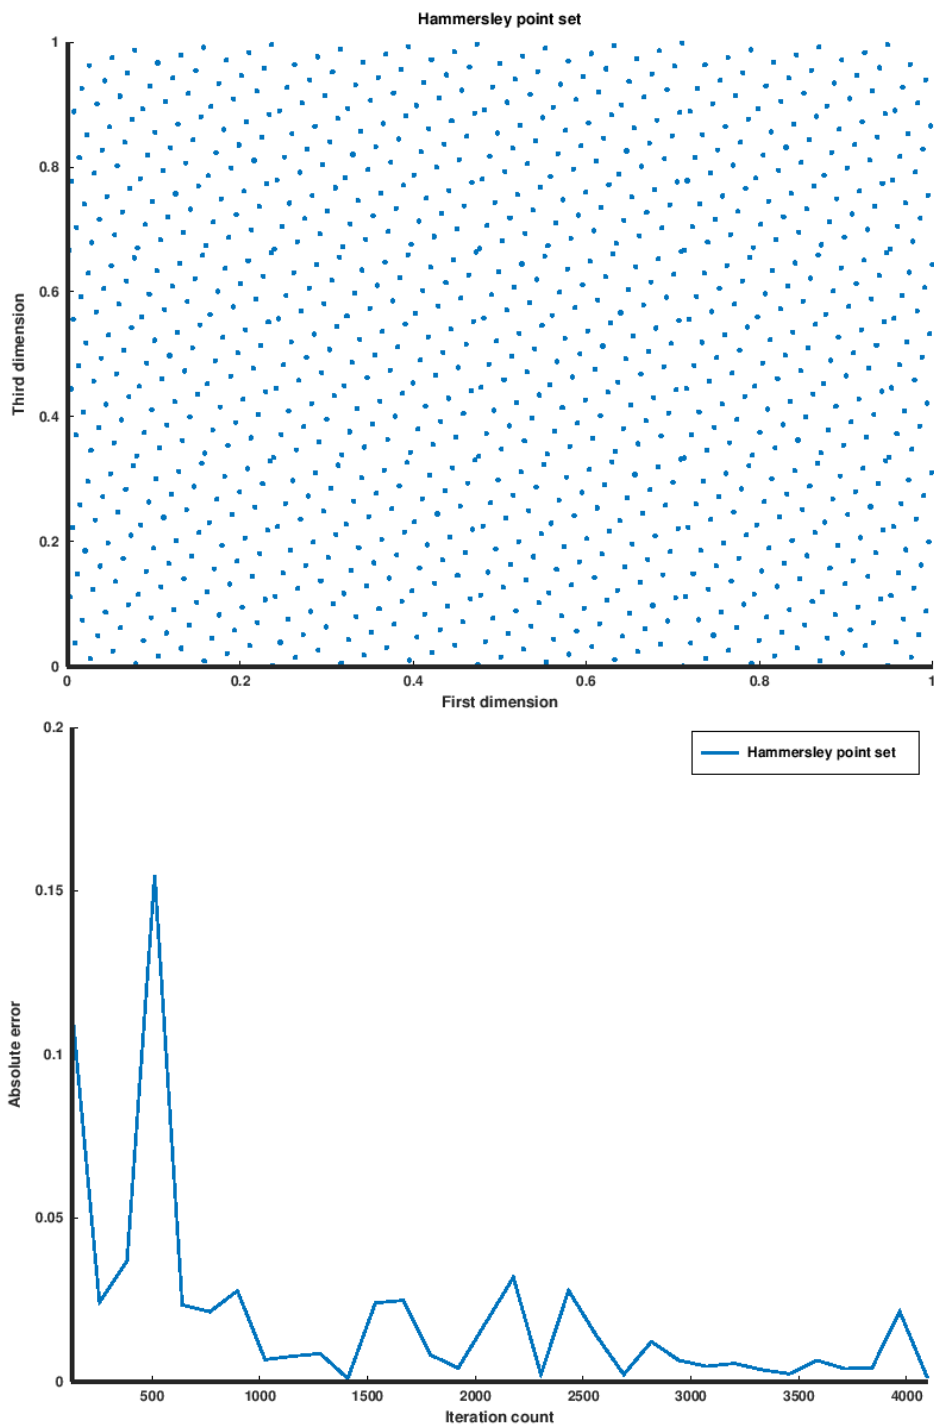 Hammersley point set
1
0.8
0.6
0.4
0.2
0
Third dimension
0 0.2 0.4 0.6 0.8 1
First dimension
0.2
0.15
0.1
0.05
0
Absolute error
Hammersley point set
500 1000 1500 2000 2500 3000 3500 4000
Iteration count